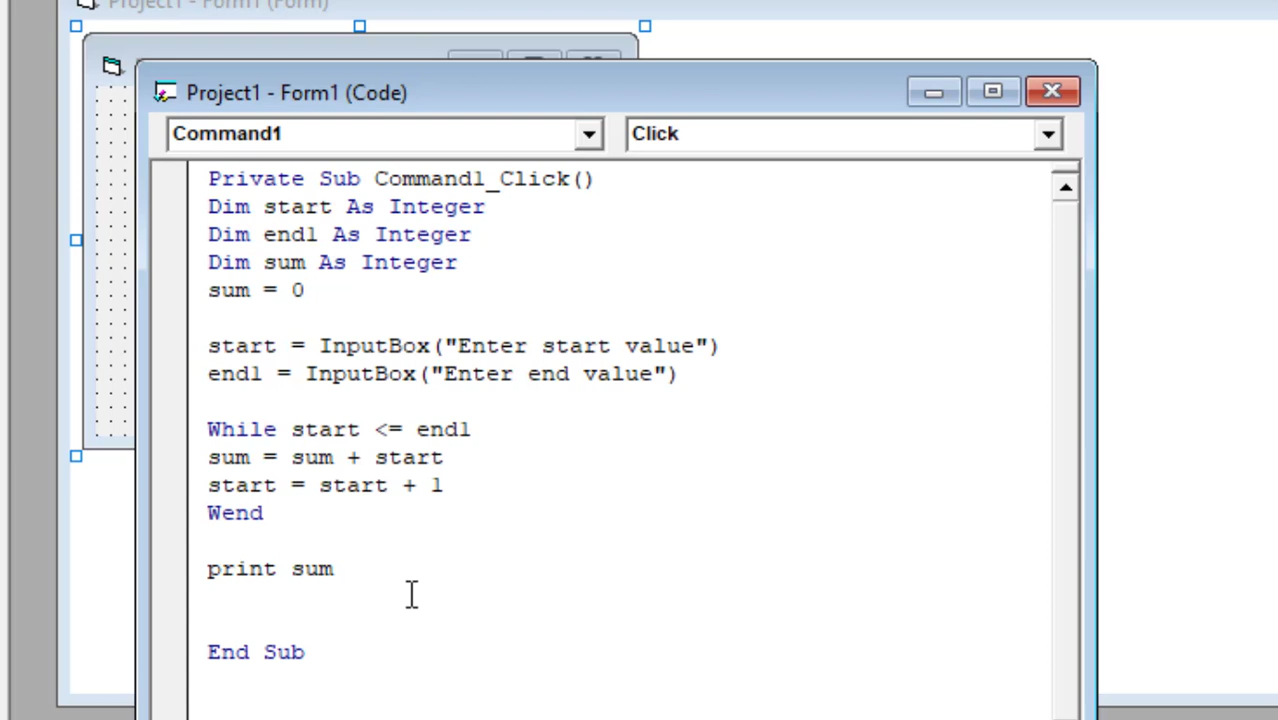 Project1 - Form1 (Form)
Project1 - Form1 (Code)
Command1
Click
Private Sub Command1_Click()
Dim start As Integer
Dim end1 As Integer
Dim sum As Integer
sum = 0
start = InputBox("Enter start value")
end1 = InputBox("Enter end value")
While start <= end1
sum = sum + start
start = start + 1
Wend
print sum
End Sub